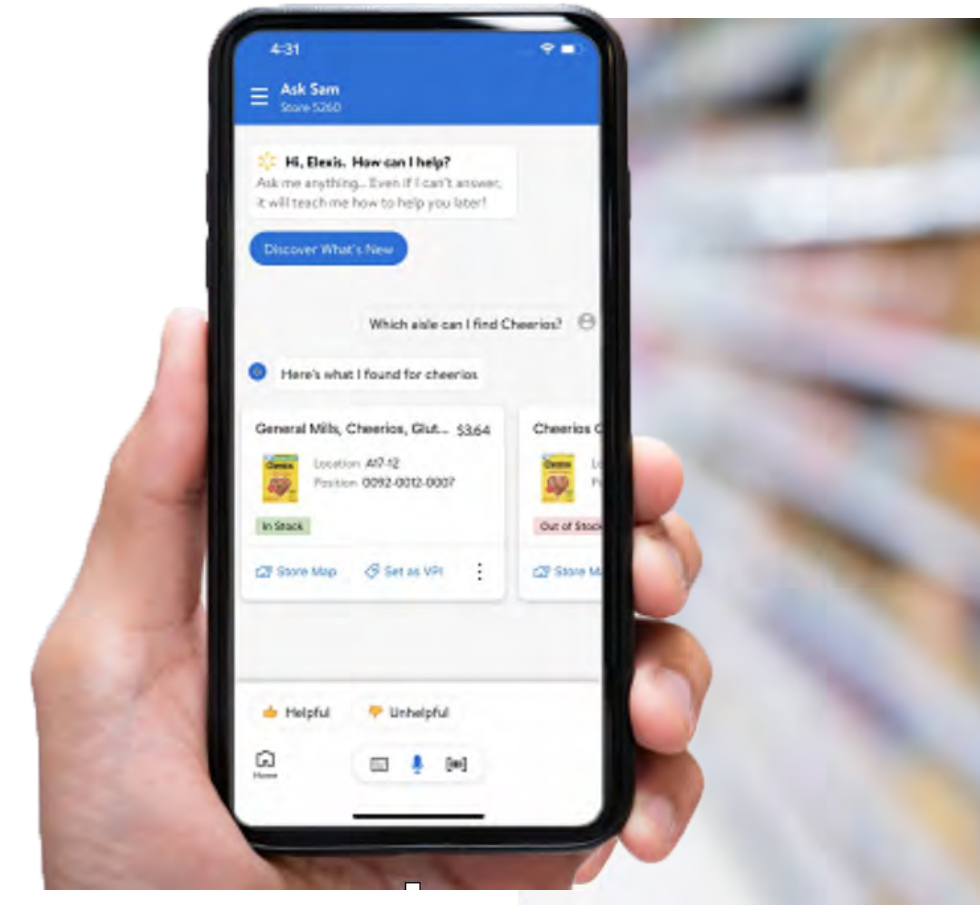 4:31
Ask Sam
Store 5260
Hi, Elexis. How can I help?
Ask me anything... Even if I can't answer,
it will teach me how to help you later!
Discover What's New
Which aisle can I find Cheerios?
Here's what I found for cheerios
General Mills, Cheerios, Glut... $3.64
Location A17-12
Position 0092-0012-0007
In Stock
Store Map
Set as VPI
Cheerios
Out of Stock
Store
Helpful
Unhelpful
Home